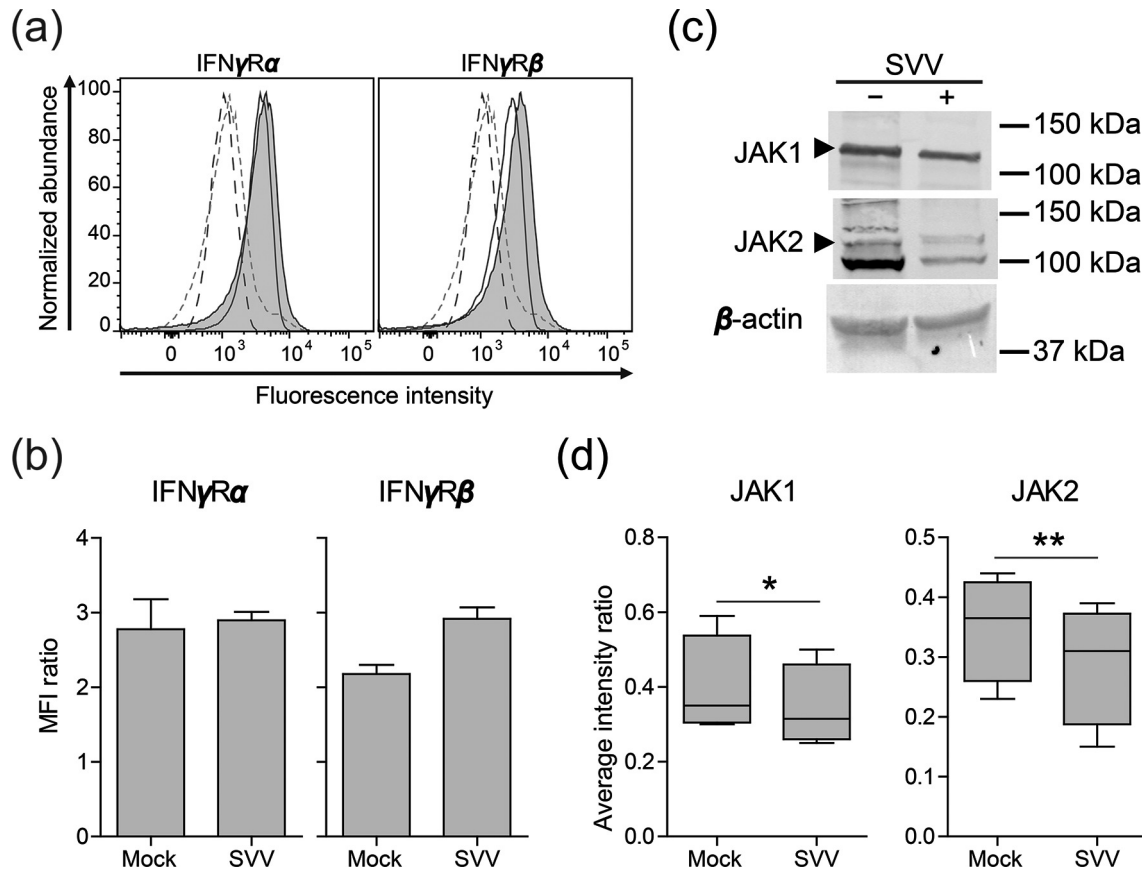 (a)
IFNγRα
IFNγRβ
Normalized abundance
100
80
60
40
20
0
0 10³ 10⁴ 10⁵
0 10³ 10⁴ 10⁵
Fluorescence intensity
(b)
IFNγRα
IFNγRβ
MFI ratio
4
3
2
1
0
Mock SVV
Mock SVV
(c)
SVV
– +
JAK1
150 kDa
100 kDa
JAK2
150 kDa
100 kDa
β-actin
37 kDa
(d)
JAK1
Average intensity ratio
0.8
0.6
0.4
0.2
0.0
*
Mock SVV
JAK2
0.5
0.4
0.3
0.2
0.1
0.0
**
Mock SVV